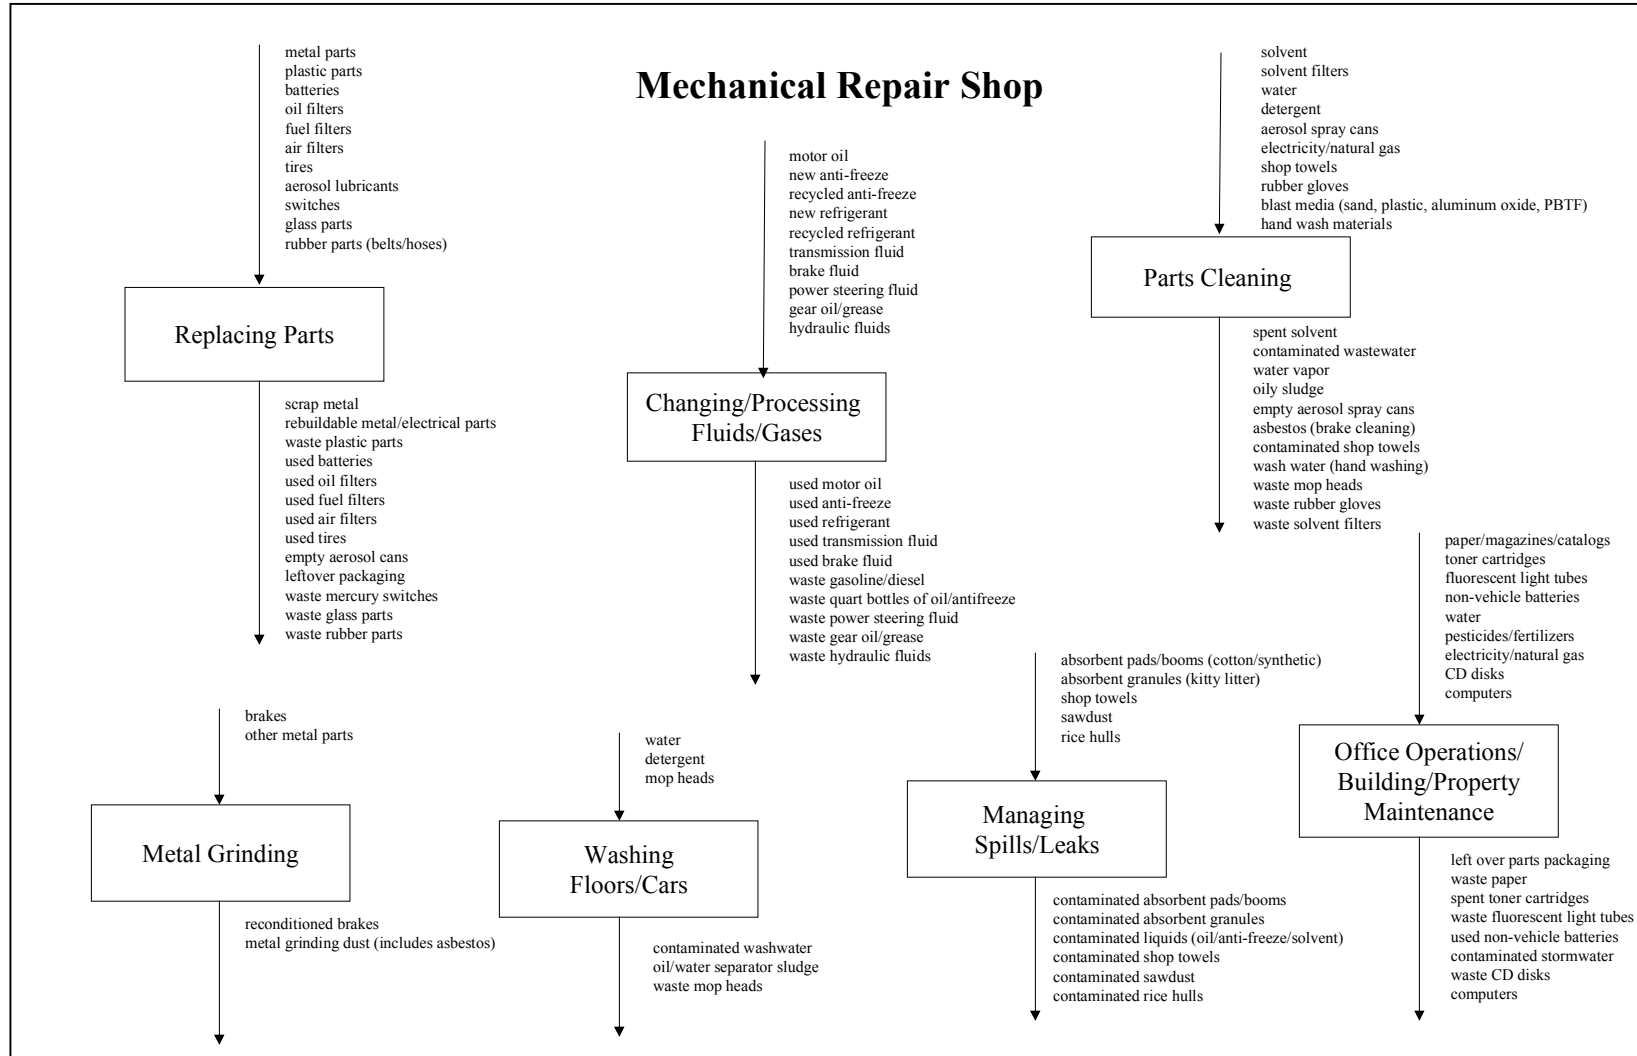 Mechanical Repair Shop
metal parts
plastic parts
batteries
oil filters
fuel filters
air filters
tires
aerosol lubricants
switches
glass parts
rubber parts (belts/hoses)
Replacing Parts
scrap metal
rebuildable metal/electrical parts
waste plastic parts
used batteries
used oil filters
used fuel filters
used air filters
used tires
empty aerosol cans
leftover packaging
waste mercury switches
waste glass parts
waste rubber parts
motor oil
new anti-freeze
recycled anti-freeze
new refrigerant
recycled refrigerant
transmission fluid
brake fluid
power steering fluid
gear oil/grease
hydraulic fluids
Changing/Processing
Fluids/Gases
used motor oil
used anti-freeze
used refrigerant
used transmission fluid
used brake fluid
waste gasoline/diesel
waste quart bottles of oil/antifreeze
waste power steering fluid
waste gear oil/grease
waste hydraulic fluids
solvent
solvent filters
water
detergent
aerosol spray cans
electricity/natural gas
shop towels
rubber gloves
blast media (sand, plastic, aluminum oxide, PBTF)
hand wash materials
Parts Cleaning
spent solvent
contaminated wastewater
water vapor
oily sludge
empty aerosol spray cans
asbestos (brake cleaning)
contaminated shop towels
wash water (hand washing)
waste mop heads
waste rubber gloves
waste solvent filters
brakes
other metal parts
Metal Grinding
reconditioned brakes
metal grinding dust (includes asbestos)
water
detergent
mop heads
Washing
Floors/Cars
contaminated washwater
oil/water separator sludge
waste mop heads
absorbent pads/booms (cotton/synthetic)
absorbent granules (kitty litter)
shop towels
sawdust
rice hulls
Managing
Spills/Leaks
contaminated absorbent pads/booms
contaminated absorbent granules
contaminated liquids (oil/anti-freeze/solvent)
contaminated shop towels
contaminated sawdust
contaminated rice hulls
paper/magazines/catalogs
toner cartridges
fluorescent light tubes
non-vehicle batteries
water
pesticides/fertilizers
electricity/natural gas
CD disks
computers
Office Operations/
Building/Property
Maintenance
left over parts packaging
waste paper
spent toner cartridges
waste fluorescent light tubes
used non-vehicle batteries
contaminated stormwater
waste CD disks
computers